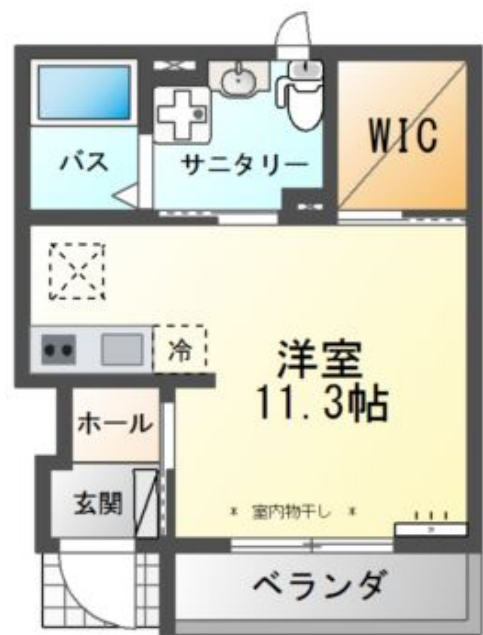 バス
サニタリー
WIC
冷
洋室
11.3帖
ホール
玄関
* 室内物干し *
ベランダ